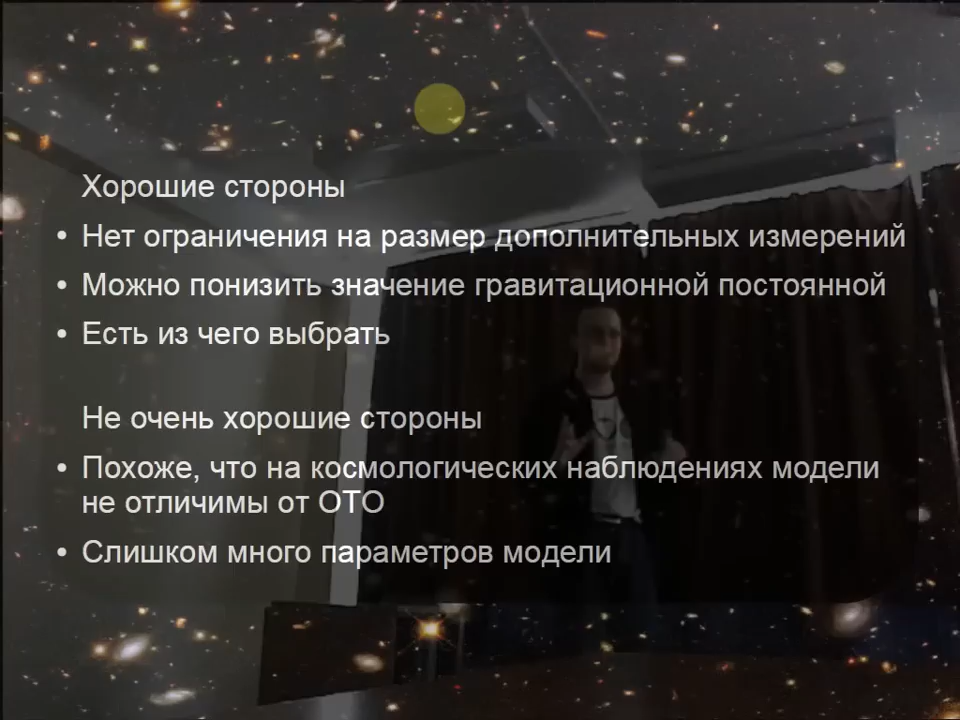 Хорошие стороны
• Нет ограничения на размер дополнительных измерений
• Можно понизить значение гравитационной постоянной
• Есть из чего выбрать
Не очень хорошие стороны
• Похоже, что на космологических наблюдениях модели
не отличимы от ОТО
• Слишком много параметров модели